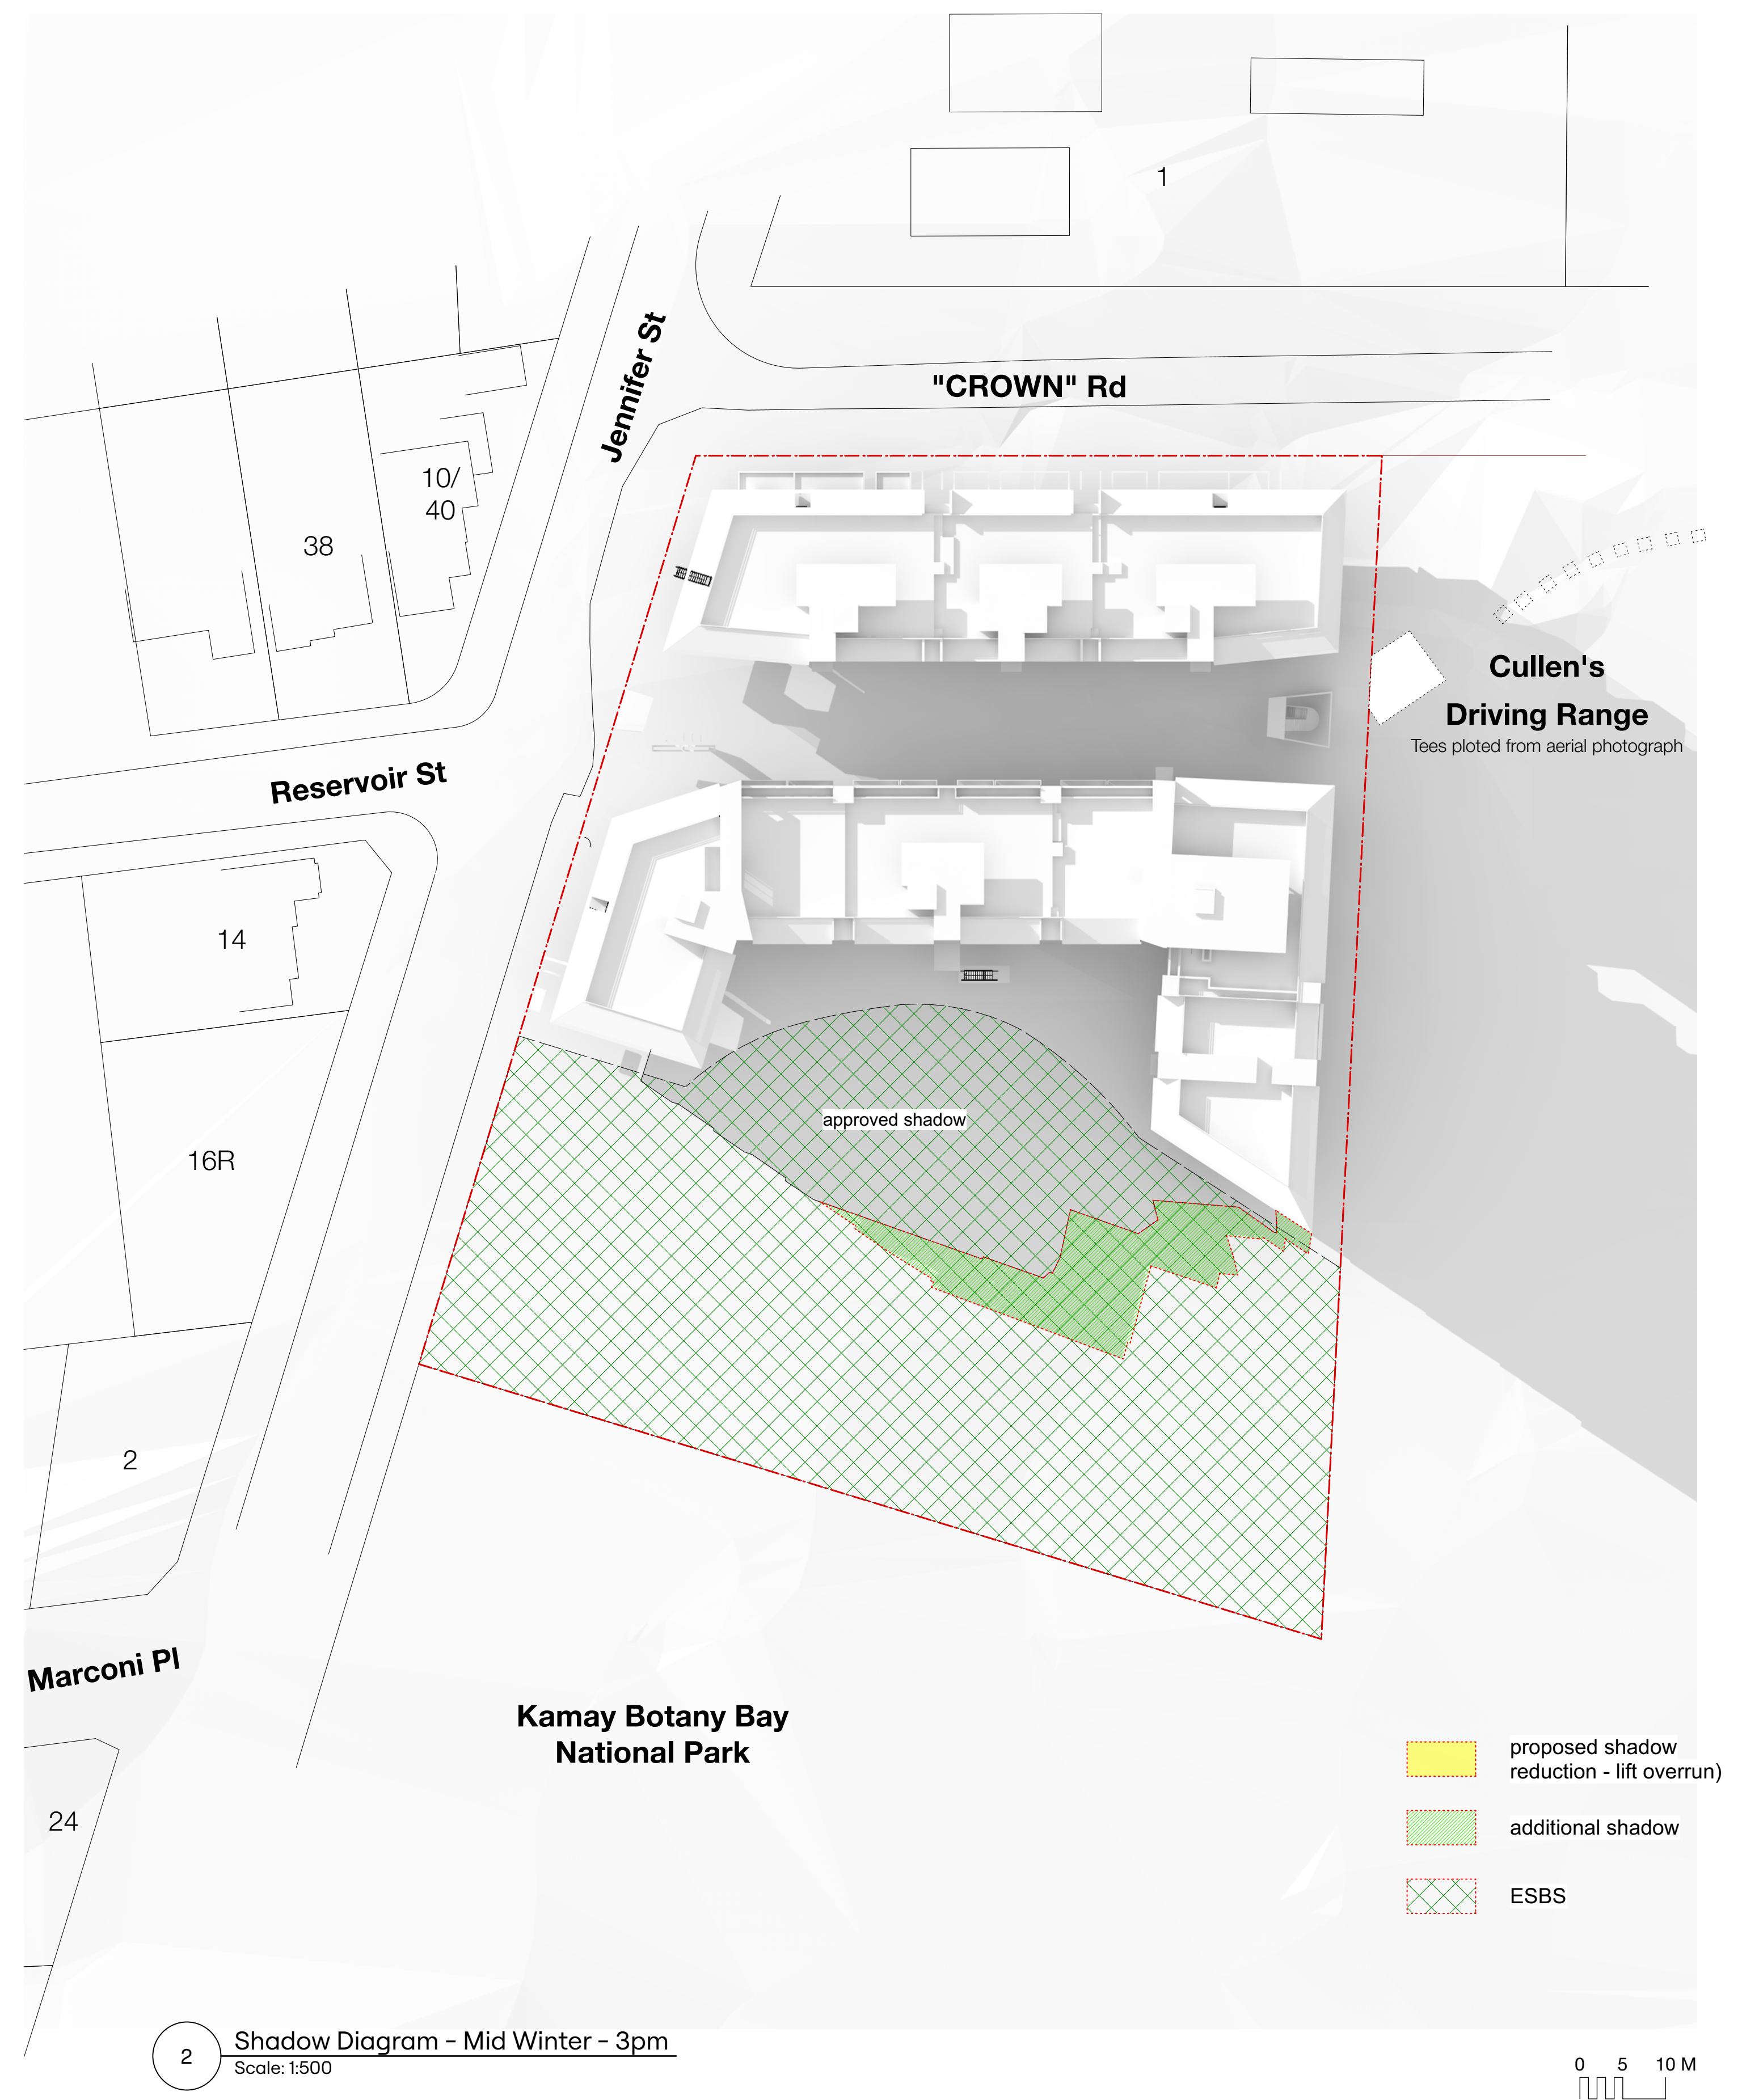 1
Jennifer St
"CROWN" Rd
10/
40
38
Cullen's
Driving Range
Tees ploted from aerial photograph
Reservoir St
14
approved shadow
16R
2
Marconi Pl
Kamay Botany Bay
National Park
24
proposed shadow
reduction - lift overrun)
additional shadow
ESBS
2
Shadow Diagram - Mid Winter - 3pm
Scale: 1:500
0 5 10 M